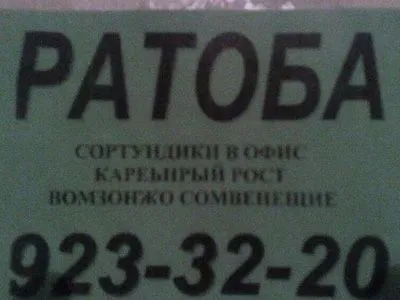 РАТОБА
СОРТУНДИКИ В ОФИС
КАРЕЬНРЫЙ РОСТ
ВОМЗОНЖО СОМВЕНЕЩИЕ
923-32-20